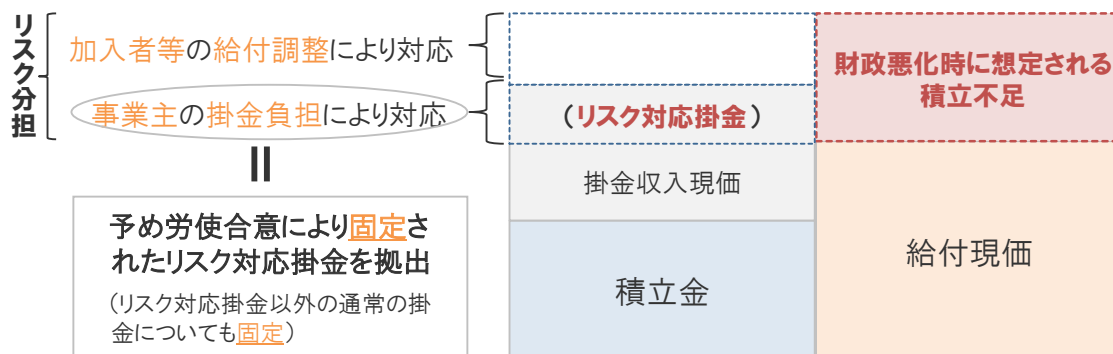 リスク分担
加入者等の給付調整により対応
事業主の掛金負担により対応
＝
予め労使合意により固定さ
れたリスク対応掛金を拠出
（リスク対応掛金以外の通常の掛
金についても固定）
（リスク対応掛金）
掛金収入現価
積立金
財政悪化時に想定される
積立不足
給付現価